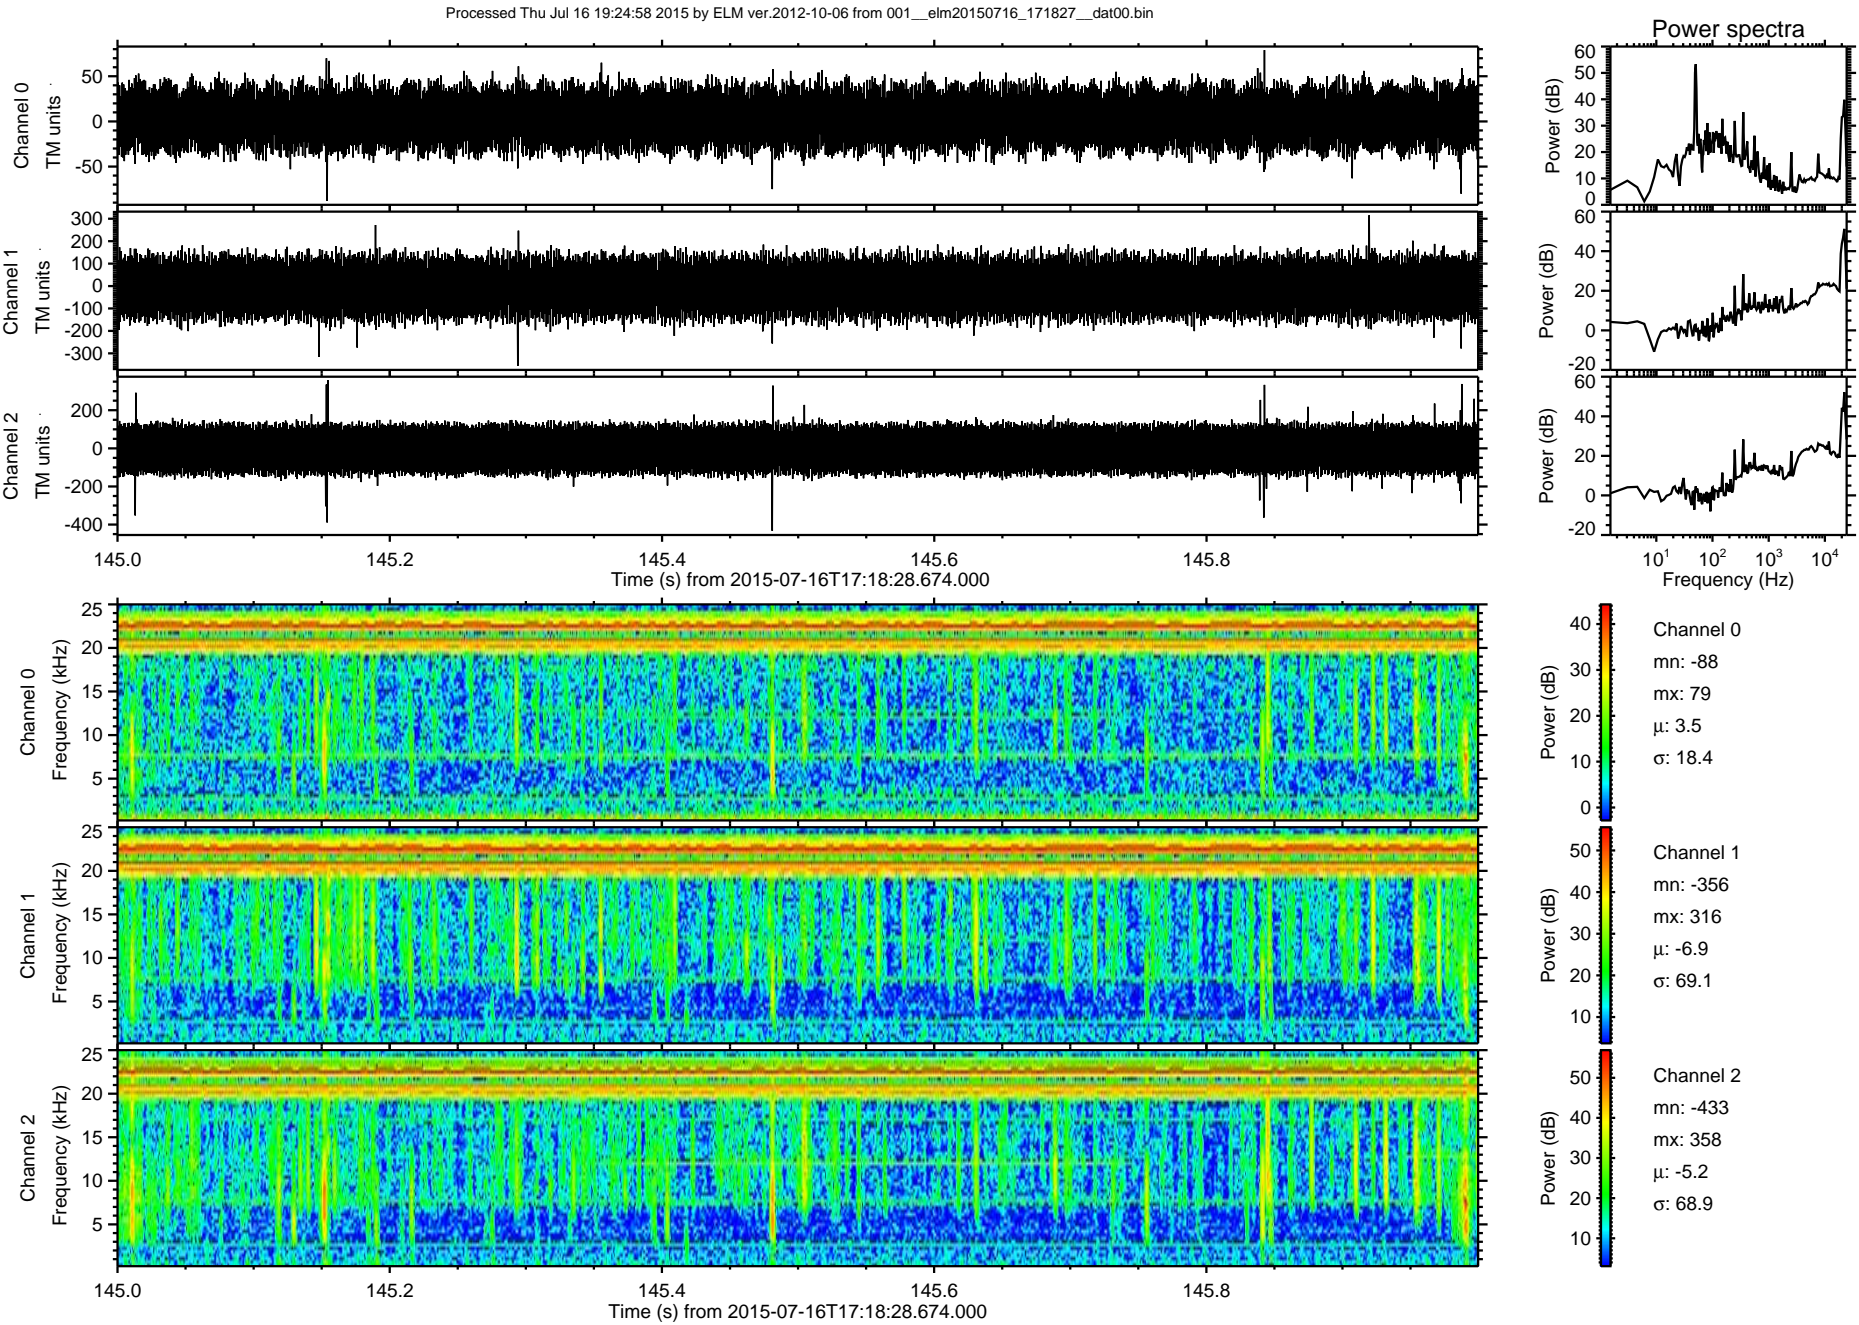 Processed Thu Jul 16 19:24:58 2015 by ELM ver.2012-10-06 from 001__elm20150716_171827__dat00.bin
Power spectra
Channel 0
TM units
50
0
-50
Power (dB)
60
50
40
30
20
10
0
Channel 1
TM units
300
200
100
0
-100
-200
-300
Power (dB)
60
40
20
0
-20
Channel 2
TM units
200
0
-200
-400
Power (dB)
60
40
20
0
-20
145.0 145.2 145.4 145.6 145.8
Time (s) from 2015-07-16T17:18:28.674.000
10^1 10^2 10^3 10^4
Frequency (Hz)
Channel 0
Frequency (kHz)
25
20
15
10
5
Power (dB)
40
30
20
10
0
Channel 0
mn: -88
mx: 79
µ: 3.5
σ: 18.4
Channel 1
Frequency (kHz)
25
20
15
10
5
Power (dB)
50
40
30
20
10
Channel 1
mn: -356
mx: 316
µ: -6.9
σ: 69.1
Channel 2
Frequency (kHz)
25
20
15
10
5
Power (dB)
50
40
30
20
10
Channel 2
mn: -433
mx: 358
µ: -5.2
σ: 68.9
145.0 145.2 145.4 145.6 145.8
Time (s) from 2015-07-16T17:18:28.674.000